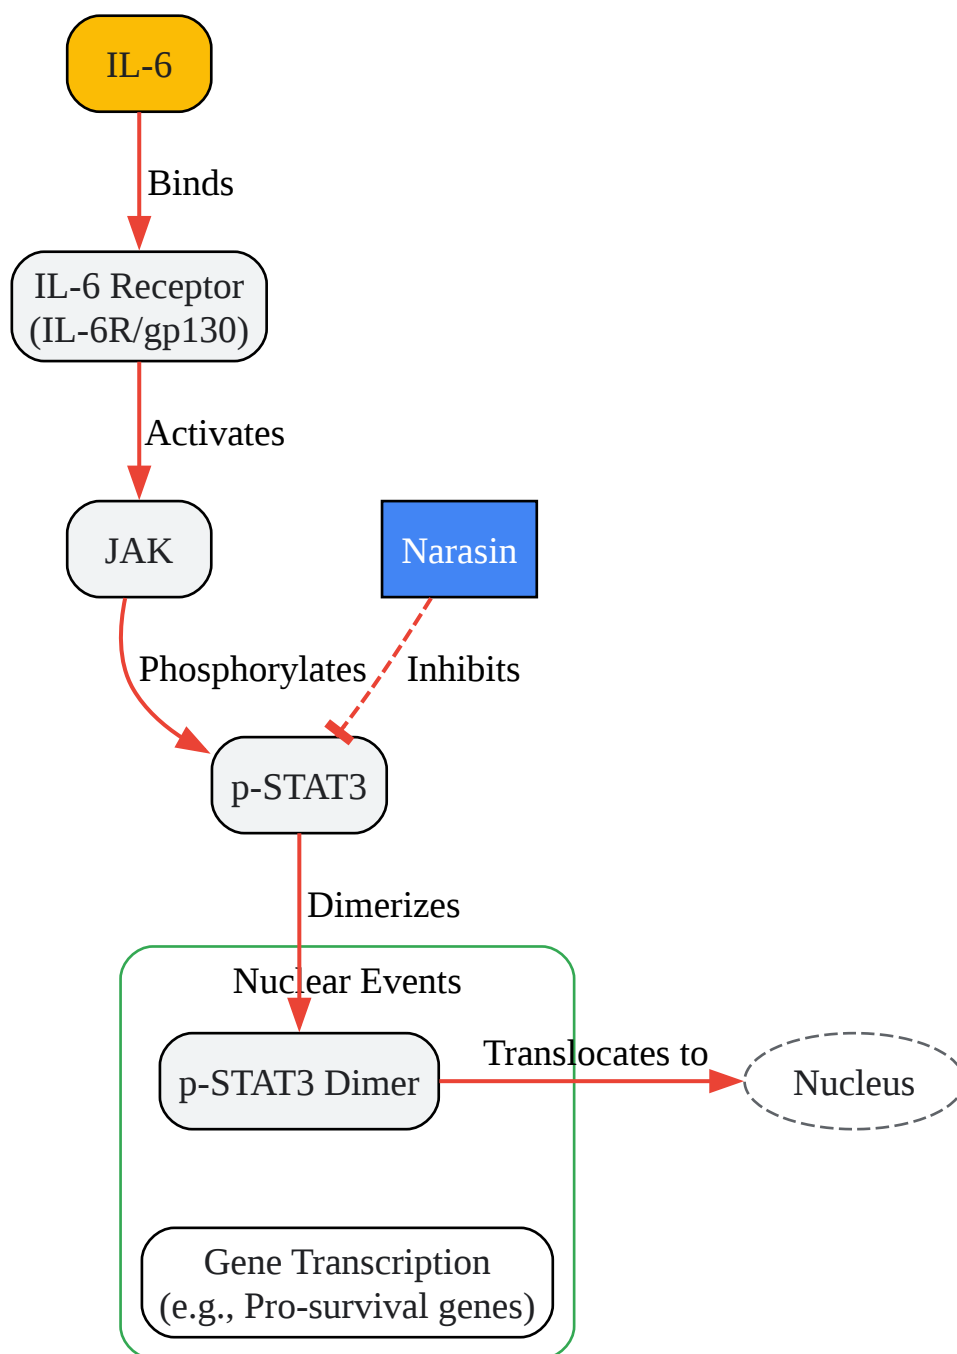 IL-6
Binds
IL-6 Receptor
(IL-6R/gp130)
Activates
JAK
Narasin
Phosphorylates
Inhibits
p-STAT3
Dimerizes
Nuclear Events
Translocates to
p-STAT3 Dimer
Nucleus
Gene Transcription
(e.g., Pro-survival genes)